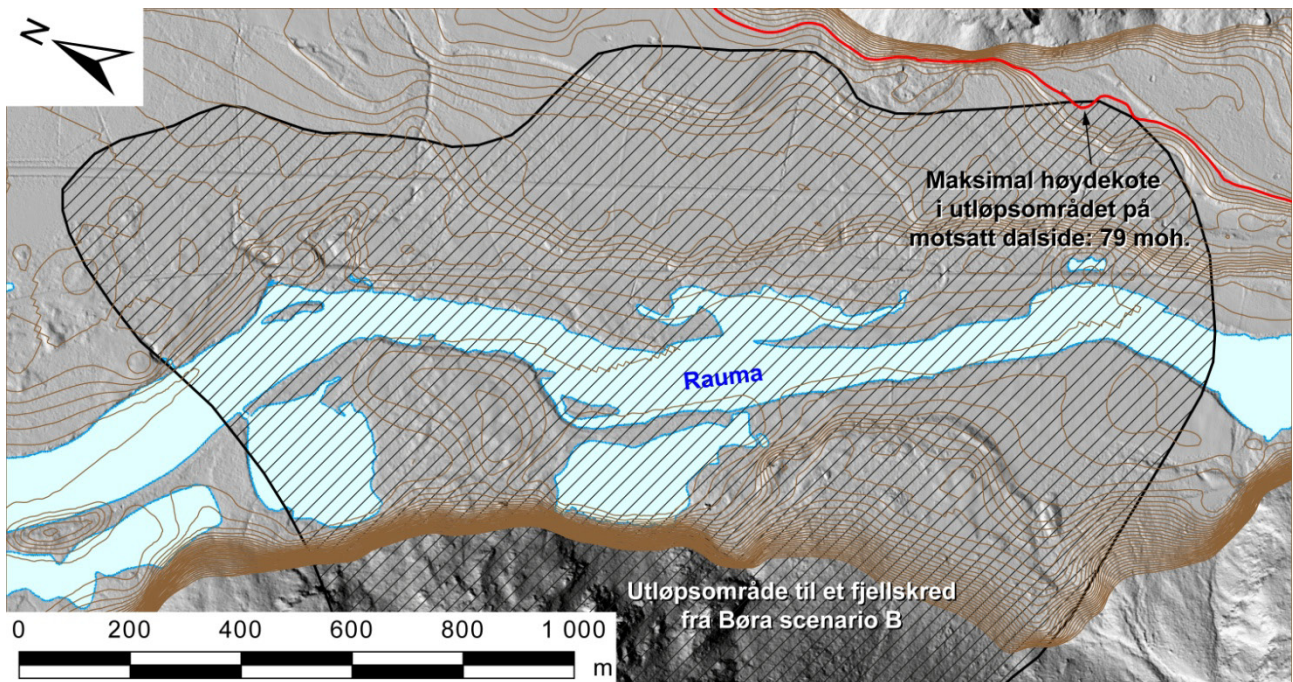 N
Maksimal høydekote
i utløpsområdet på
motsatt dalside: 79 moh.
Rauma
Utløpsområde til et fjellskred
fra Børa scenario B
0 200 400 600 800 1 000
m